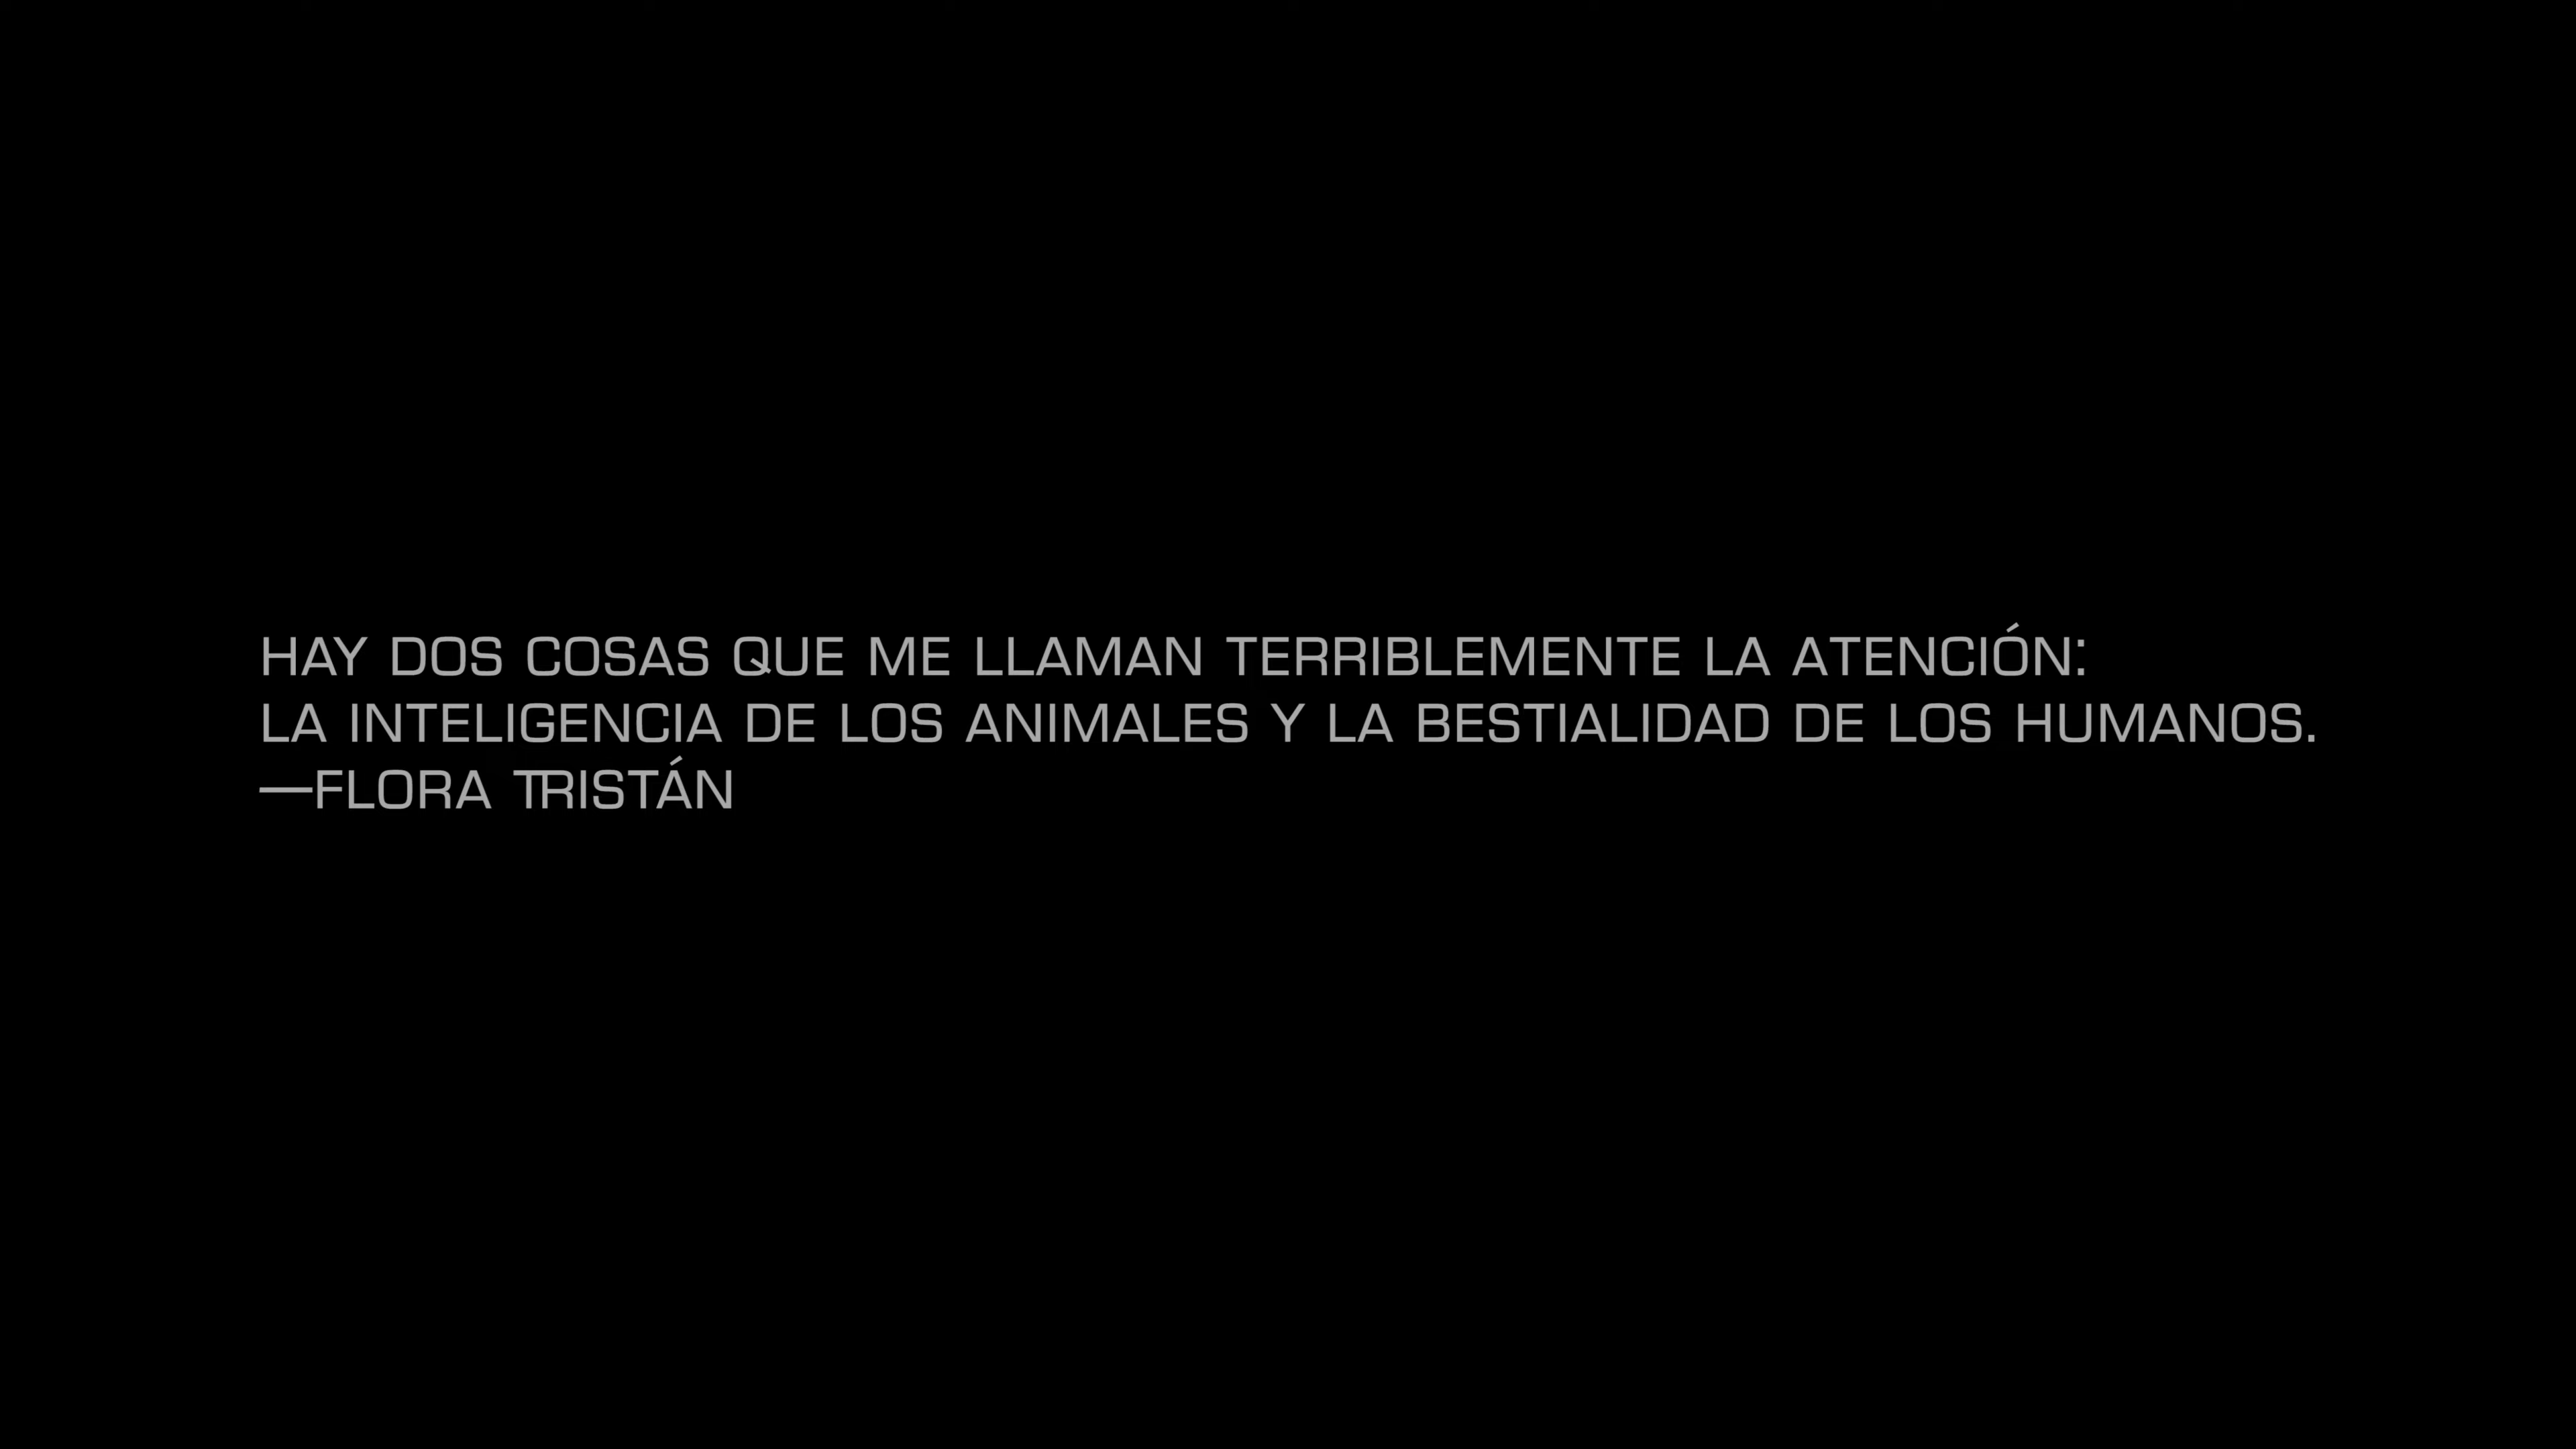 HAY DOS COSAS QUE ME LLAMAN TERRIBLEMENTE LA ATENCIÓN:
LA INTELIGENCIA DE LOS ANIMALES Y LA BESTIALIDAD DE LOS HUMANOS.
—FLORA TRISTÁN